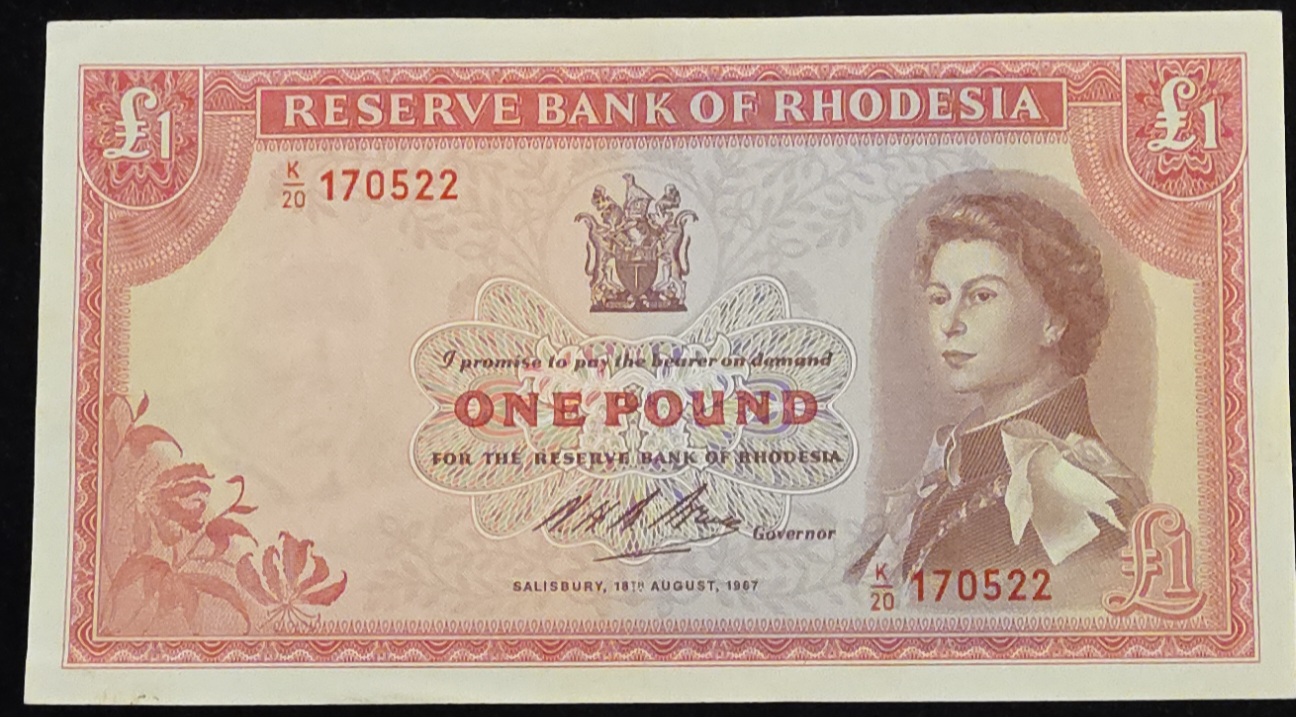 £1
RESERVE BANK OF RHODESIA
£1
K/20 170522
I promise to pay the bearer on demand
ONE POUND
FOR THE RESERVE BANK OF RHODESIA
Governor
SALISBURY, 18TH AUGUST, 1967
K/20 170522
£1